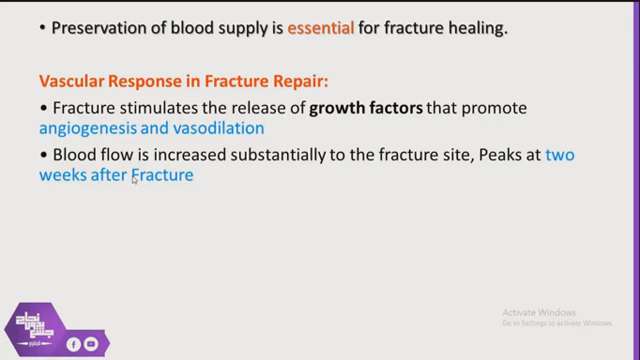 • Preservation of blood supply is essential for fracture healing.
Vascular Response in Fracture Repair:
• Fracture stimulates the release of growth factors that promote
angiogenesis and vasodilation
• Blood flow is increased substantially to the fracture site, Peaks at two
weeks after Fracture
Activate Windows
Go to Settings to activate Windows